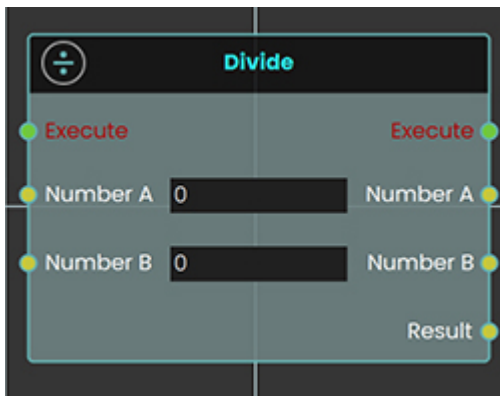 Divide
Execute Execute
Number A 0 Number A
Number B 0 Number B
Result